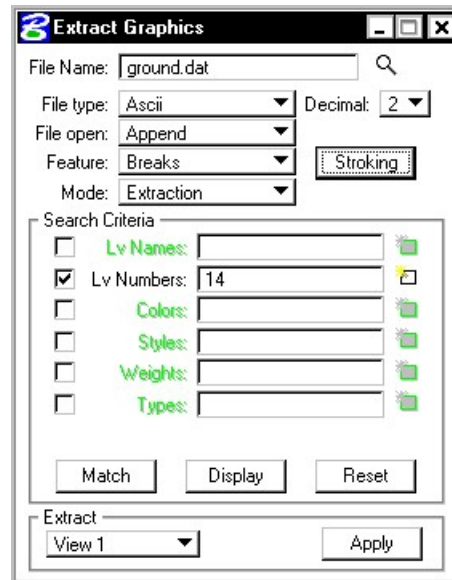 Extract Graphics
File Name: ground.dat
File type: Ascii Decimal: 2
File open: Append
Feature: Breaks Stroking
Mode: Extraction
Search Criteria
Lv Names:
Lv Numbers: 14
Colors:
Styles:
Weights:
Types:
Match Display Reset
Extract
View 1 Apply